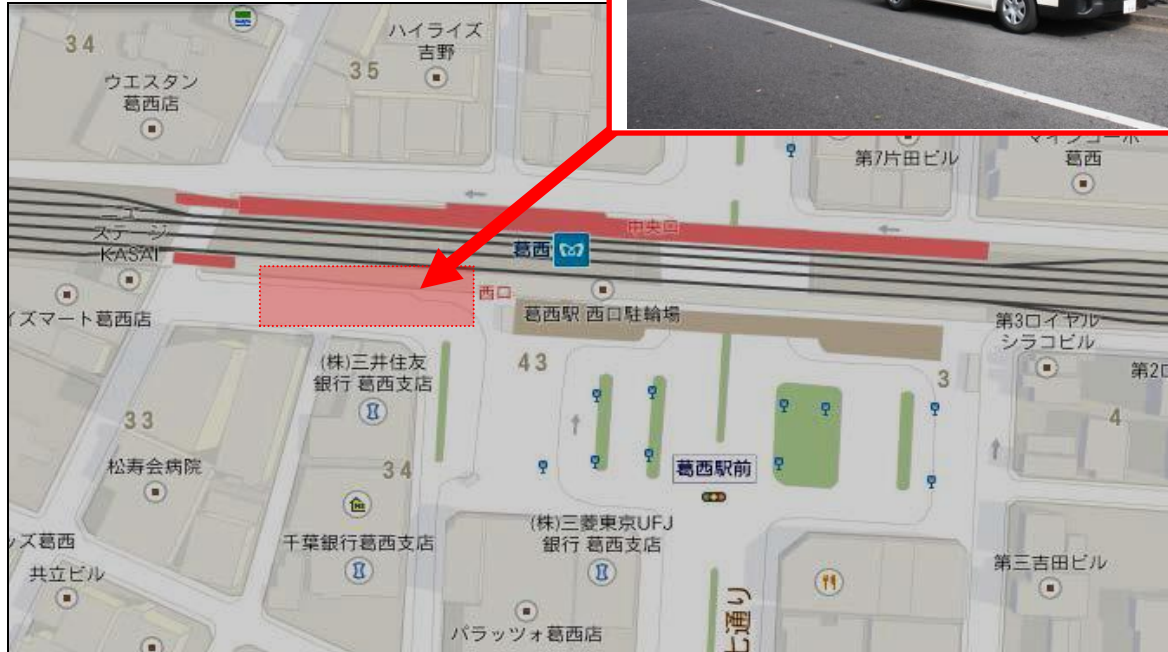 34
ウエスタン
葛西店
ハイライズ
吉野
35
第7片田ビル
マインコーポ
葛西
ニュー
ステージ
KASAI
イズマート葛西店
中央口
葛西
西口
葛西駅 西口駐輪場
第3ロイヤル
シラコビル
第2ロ
(株)三井住友
銀行 葛西支店
43
3
4
33
松寿会病院
34
葛西駅前
千葉銀行葛西支店
(株)三菱東京UFJ
銀行 葛西支店
ッズ葛西
共立ビル
第三吉田ビル
パラッツォ葛西店
七通り